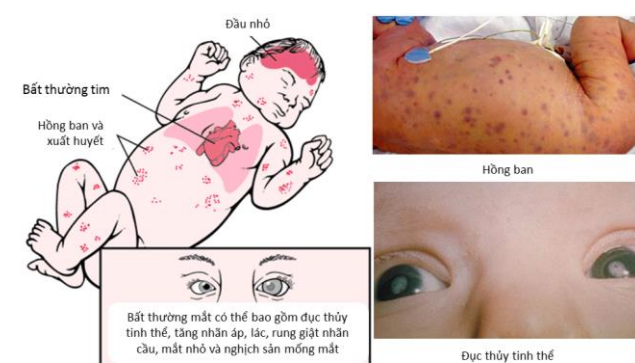 Đầu nhỏ
Bất thường tim
Hồng ban và
xuất huyết
Bất thường mắt có thể bao gồm đục thủy
tinh thể, tăng nhãn áp, lác, rung giật nhãn
cầu, mắt nhỏ và nghịch sản mống mắt
Hồng ban
Đục thủy tinh thể